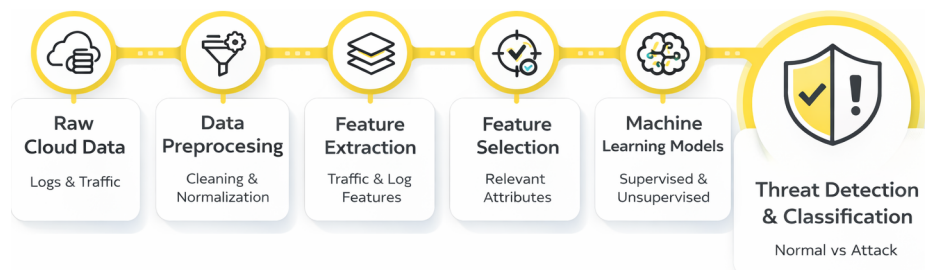 Raw
Cloud Data
Logs & Traffic
Data
Preprocesing
Cleaning &
Normalization
Feature
Extraction
Traffic & Log
Features
Feature
Selection
Relevant
Attributes
Machine
Learning Models
Supervised &
Unsupervised
Threat Detection
& Classification
Normal vs Attack